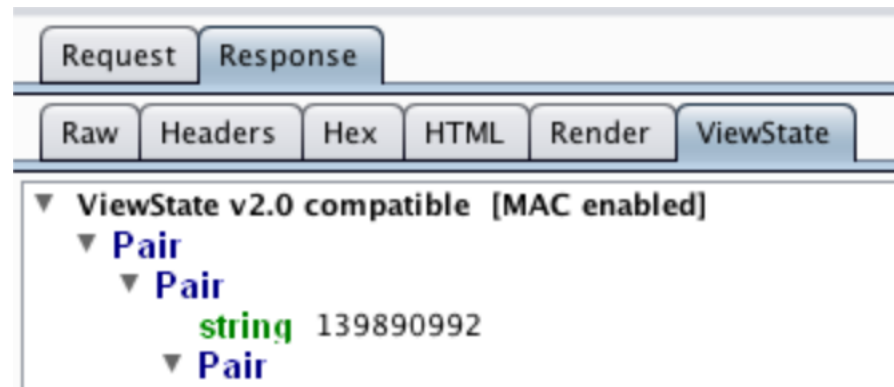 Request Response
Raw Headers Hex HTML Render ViewState
ViewState v2.0 compatible [MAC enabled]
Pair
Pair
string 139890992
Pair